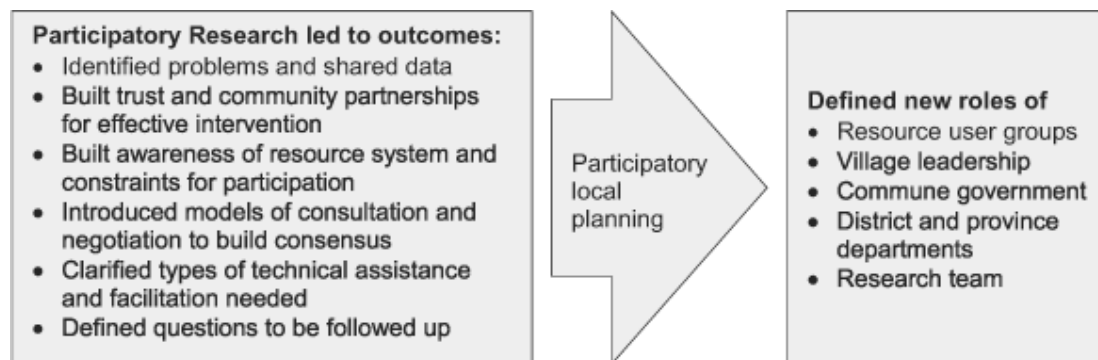 Participatory Research led to outcomes:
• Identified problems and shared data
• Built trust and community partnerships
for effective intervention
• Built awareness of resource system and
constraints for participation
• Introduced models of consultation and
negotiation to build consensus
• Clarified types of technical assistance
and facilitation needed
• Defined questions to be followed up
Participatory
local
planning
Defined new roles of
• Resource user groups
• Village leadership
• Commune government
• District and province
departments
• Research team